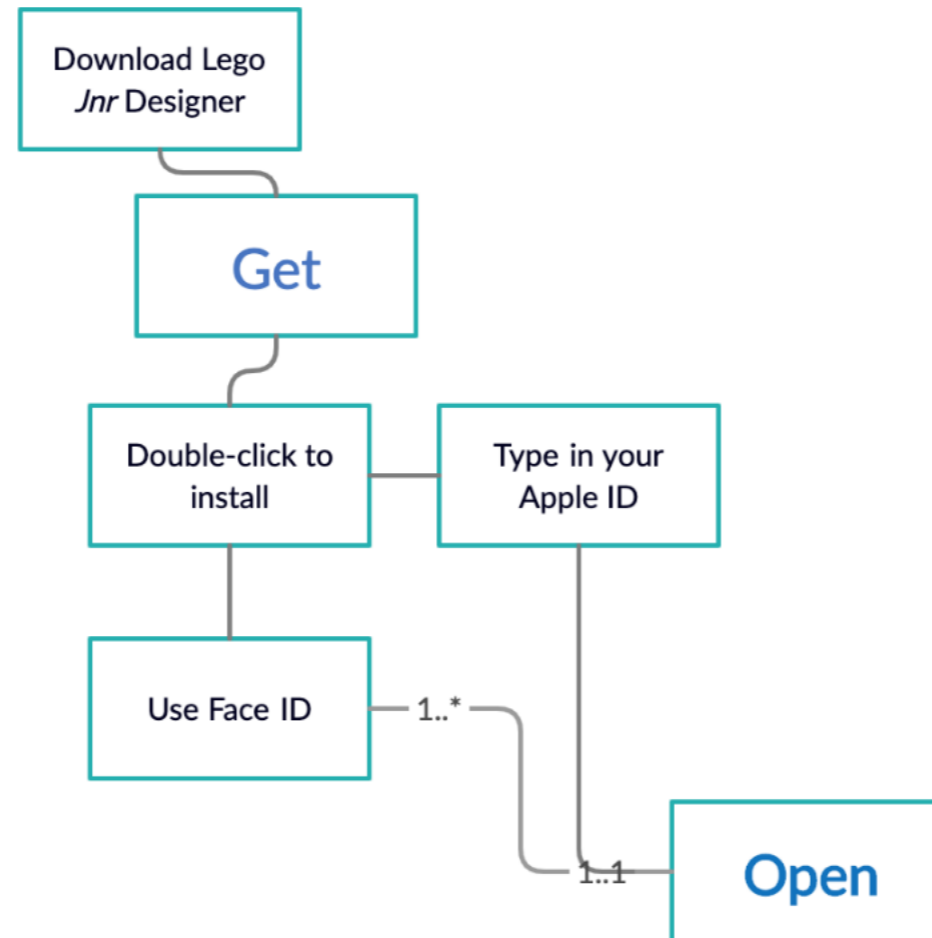 Download Lego
Jnr Designer
Get
Double-click to
install
Type in your
Apple ID
Use Face ID
1..*
1..1
Open